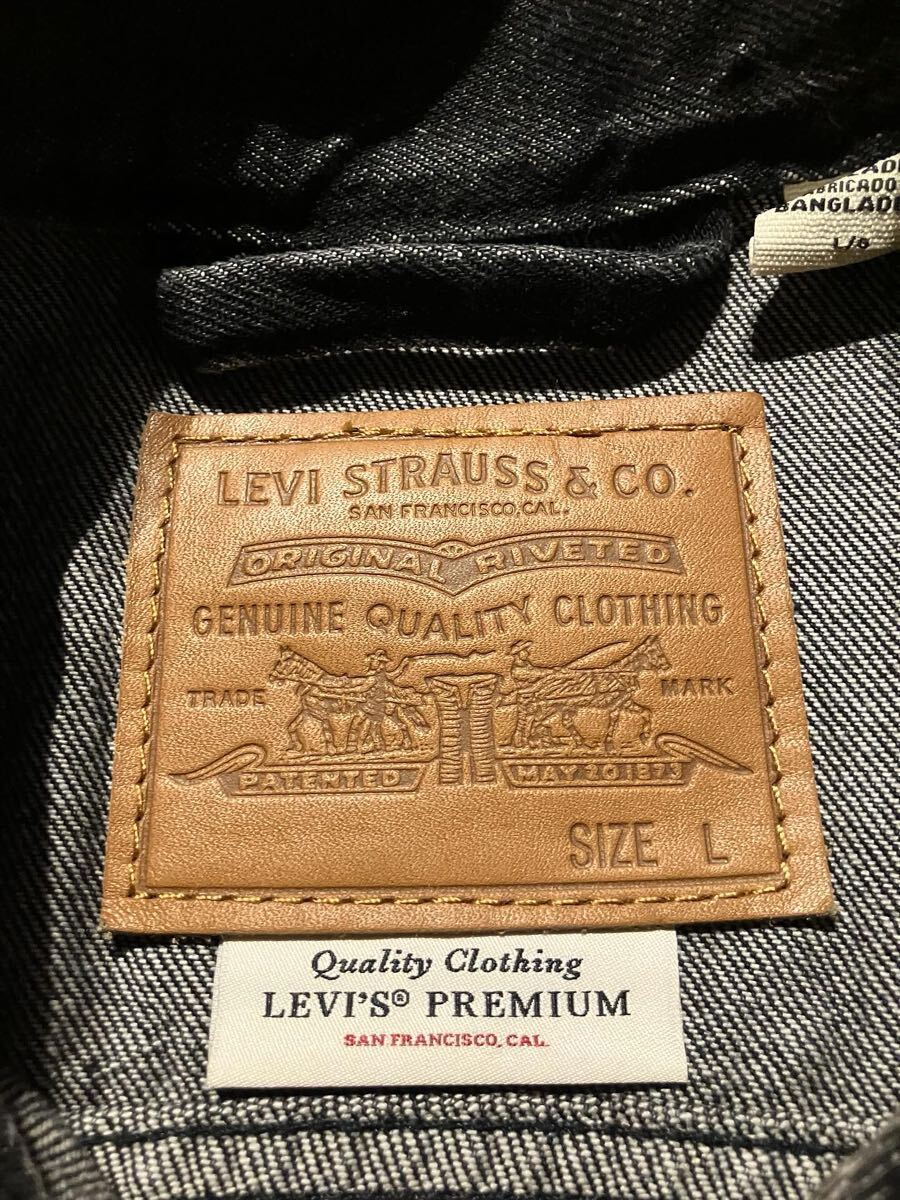 BANGLADE
LEVI STRAUSS & CO.
SAN FRANCISCO, CAL.
ORIGINAL RIVETED
GENUINE QUALITY CLOTHING
TRADE MARK
PATENTED MAY 20 1873
SIZE L
Quality Clothing
LEVI'S® PREMIUM
SAN FRANCISCO, CAL.